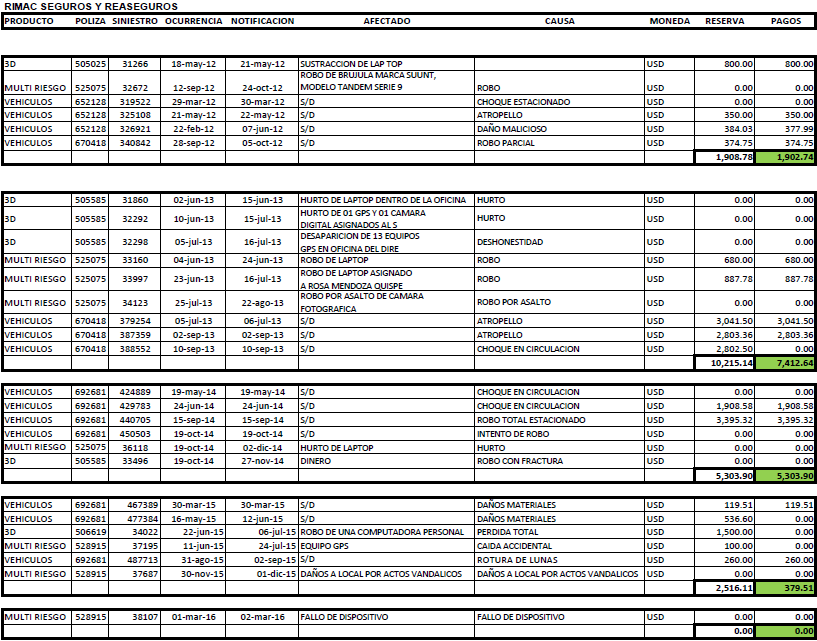 RIMAC SEGUROS Y REASEGUROS
PRODUCTO POLIZA SINIESTRO OCURRENCIA NOTIFICACION AFECTADO CAUSA MONEDA RESERVA PAGOS
3D 505025 31266 18-may-12 21-may-12 SUSTRACCION DE LAP TOP USD 800.00 800.00
ROBO DE BRUJULA MARCA SUUNT,
MULTI RIESGO 525075 32672 12-sep-12 24-oct-12 MODELO TANDEM SERIE 9 ROBO USD 0.00 0.00
VEHICULOS 652128 319522 29-mar-12 30-mar-12 S/D CHOQUE ESTACIONADO USD 0.00 0.00
VEHICULOS 652128 325108 21-may-12 22-may-12 S/D ATROPELLO USD 350.00 350.00
VEHICULOS 652128 326921 22-feb-12 07-jun-12 S/D DAÑO MALICIOSO USD 384.03 377.99
VEHICULOS 670418 340842 28-sep-12 05-oct-12 S/D ROBO PARCIAL USD 374.75 374.75
1,908.78 1,902.74
3D 505585 31860 02-jun-13 15-jun-13 HURTO DE LAPTOP DENTRO DE LA OFICINA HURTO USD 0.00 0.00
3D 505585 32292 10-jun-13 15-jul-13 HURTO DE 01 GPS Y 01 CAMARA HURTO USD 0.00 0.00
DIGITAL ASIGNADOS AL S
3D 505585 32298 05-jul-13 16-jul-13 DESAPARICION DE 13 EQUIPOS DESHONESTIDAD USD 0.00 0.00
GPS EN OFICINA DEL DIRE
MULTI RIESGO 525075 33160 04-jun-13 24-jun-13 ROBO DE LAPTOP ROBO USD 680.00 680.00
MULTI RIESGO 525075 33997 23-jun-13 16-jul-13 ROBO DE LAPTOP ASIGNADO ROBO USD 887.78 887.78
A ROSA MENDOZA QUISPE
MULTI RIESGO 525075 34123 25-jul-13 22-ago-13 ROBO POR ASALTO DE CAMARA ROBO POR ASALTO USD 0.00 0.00
FOTOGRAFICA
VEHICULOS 670418 379254 05-jul-13 06-jul-13 S/D ATROPELLO USD 3,041.50 3,041.50
VEHICULOS 670418 387359 02-sep-13 02-sep-13 S/D ATROPELLO USD 2,803.36 2,803.36
VEHICULOS 670418 388552 10-sep-13 10-sep-13 S/D CHOQUE EN CIRCULACION USD 2,802.50 0.00
10,215.14 7,412.64
VEHICULOS 692681 424889 19-may-14 19-may-14 S/D CHOQUE EN CIRCULACION USD 0.00 0.00
VEHICULOS 692681 429783 24-jun-14 24-jun-14 S/D CHOQUE EN CIRCULACION USD 1,908.58 1,908.58
VEHICULOS 692681 440705 15-sep-14 15-sep-14 S/D ROBO TOTAL ESTACIONADO USD 3,395.32 3,395.32
VEHICULOS 692681 450503 19-oct-14 19-oct-14 S/D INTENTO DE ROBO USD 0.00 0.00
MULTI RIESGO 525075 36118 19-oct-14 02-dic-14 HURTO DE LAPTOP HURTO USD 0.00 0.00
3D 505585 33496 19-oct-14 27-nov-14 DINERO ROBO CON FRACTURA USD 0.00 0.00
5,303.90 5,303.90
VEHICULOS 692681 467389 30-mar-15 30-mar-15 S/D DAÑOS MATERIALES USD 119.51 119.51
VEHICULOS 692681 477384 16-may-15 12-jun-15 S/D DAÑOS MATERIALES USD 536.60 0.00
3D 506619 34022 22-jun-15 06-jul-15 ROBO DE UNA COMPUTADORA PERSONAL PERDIDA TOTAL USD 1,500.00 0.00
MULTI RIESGO 528915 37195 11-jun-15 24-jul-15 EQUIPO GPS CAIDA ACCIDENTAL USD 100.00 0.00
VEHICULOS 692681 487713 31-ago-15 02-sep-15 S/D ROTURA DE LUNAS USD 260.00 260.00
MULTI RIESGO 528915 37687 30-nov-15 01-dic-15 DAÑOS A LOCAL POR ACTOS VANDALICOS DAÑOS A LOCAL POR ACTOS VANDALICOS USD 0.00 0.00
2,516.11 379.51
MULTI RIESGO 528915 38107 01-mar-16 02-mar-16 FALLO DE DISPOSITIVO FALLO DE DISPOSITIVO USD 0.00 0.00
0.00 0.00